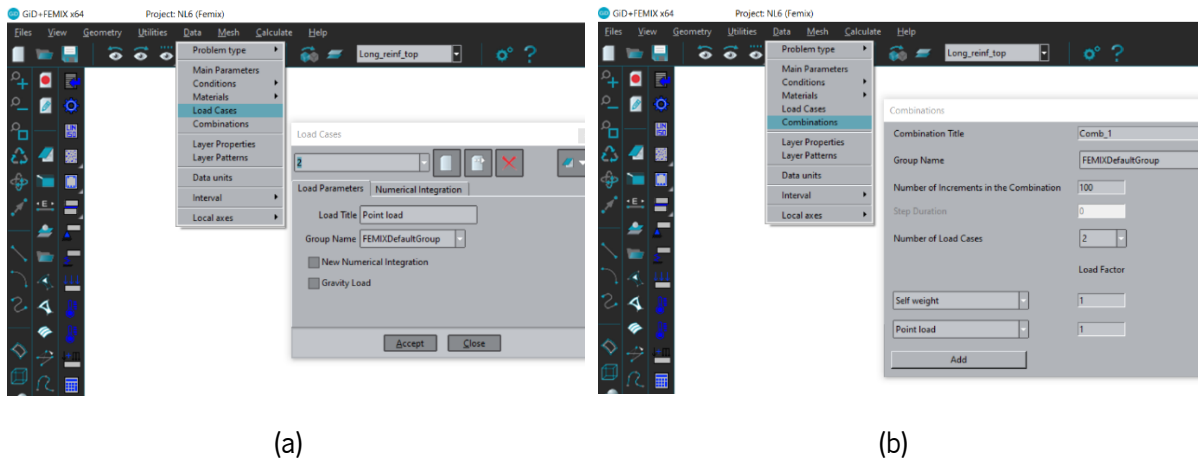 GiD+FEMIX x64 Project: NL6 (Femix)
Files View Geometry Utilities Data Mesh Calculate Help
Problem type
Long_reinf_top
Main Parameters
Conditions
Materials
Load Cases
Combinations
Layer Properties
Layer Patterns
Data units
Interval
Local axes
Load Cases
2
Load Parameters Numerical Integration
Load Title Point load
Group Name FEMIXDefaultGroup
New Numerical Integration
Gravity Load
Accept Close
(a)
GiD+FEMIX x64 Project: NL6 (Femix)
Files View Geometry Utilities Data Mesh Calculate Help
Problem type
Long_reinf_top
Main Parameters
Conditions
Materials
Load Cases
Combinations
Layer Properties
Layer Patterns
Data units
Interval
Local axes
Combinations
Combination Title Comb_1
Group Name FEMIXDefaultGroup
Number of Increments in the Combination 100
Step Duration 0
Number of Load Cases 2
Load Factor
Self weight 1
Point load 1
Add
(b)